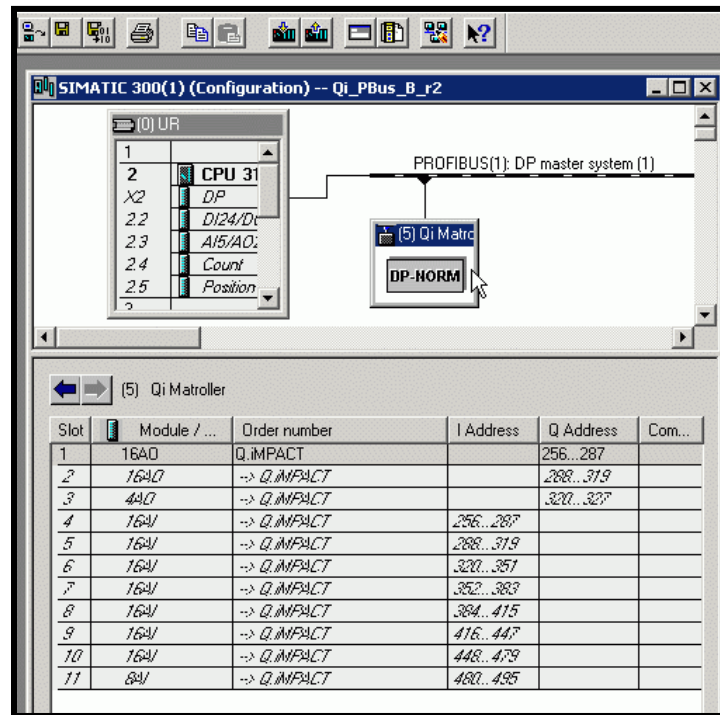 SIMATIC 300(1) (Configuration) -- Qi_PBus_B_r2
(0) UR
1
2 CPU 31
X2 DP
2.2 DI24/D
2.3 AI5/AO2
2.4 Count
2.5 Position
PROFIBUS(1): DP master system (1)
(5) Qi Matro
DP-NORM
(5) Qi Matroller
Slot Module / ... Order number I Address Q Address Com...
1 16AO Q.iMPACT 256...287
2 16AO --> Q.iMPACT 288...319
3 4AO --> Q.iMPACT 320...327
4 16AI --> Q.iMPACT 256...287
5 16AI --> Q.iMPACT 288...319
6 16AI --> Q.iMPACT 320...351
7 16AI --> Q.iMPACT 352...383
8 16AI --> Q.iMPACT 384...415
9 16AI --> Q.iMPACT 416...447
10 16AI --> Q.iMPACT 448...479
11 8AI --> Q.iMPACT 480...495